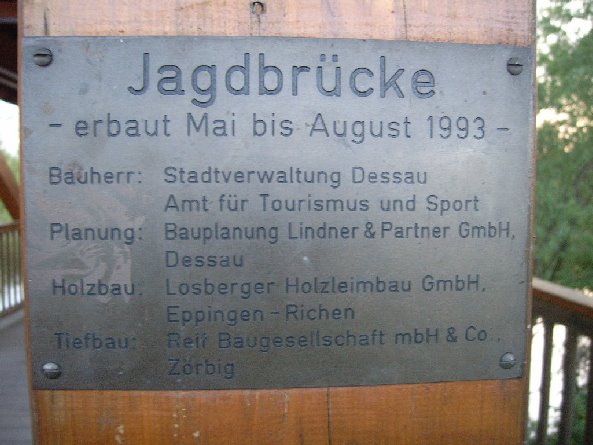 Jagdbrücke
- erbaut Mai bis August 1993 -
Bauherr: Stadtverwaltung Dessau
Amt für Tourismus und Sport
Planung: Bauplanung Lindner & Partner GmbH,
Dessau
Holzbau: Losberger Holzleimbau GmbH,
Eppingen - Richen
Tiefbau: Reif Baugesellschaft mbH & Co.,
Zörbig